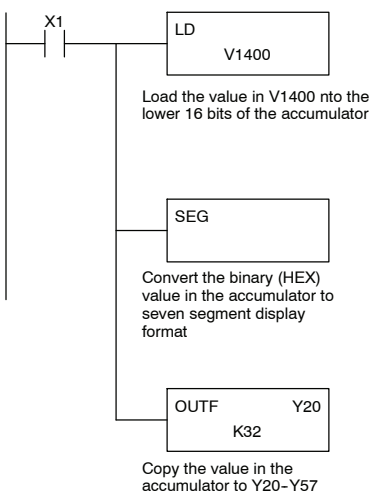 X1
LD
V1400
Load the value in V1400 nto the
lower 16 bits of the accumulator
SEG
Convert the binary (HEX)
value in the accumulator to
seven segment display
format
OUTF Y20
K32
Copy the value in the
accumulator to Y20-Y57